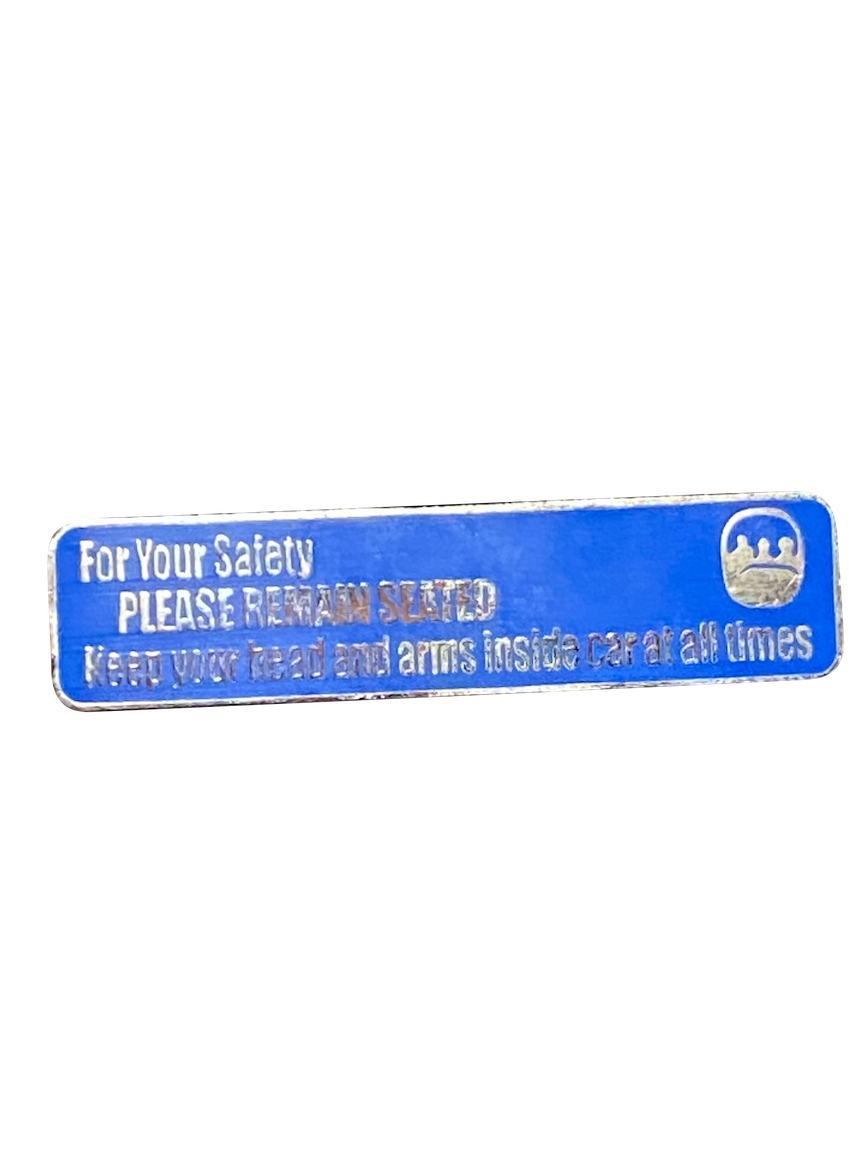 For Your Safety
PLEASE REMAIN SEATED
Keep your head and arms inside car at all times